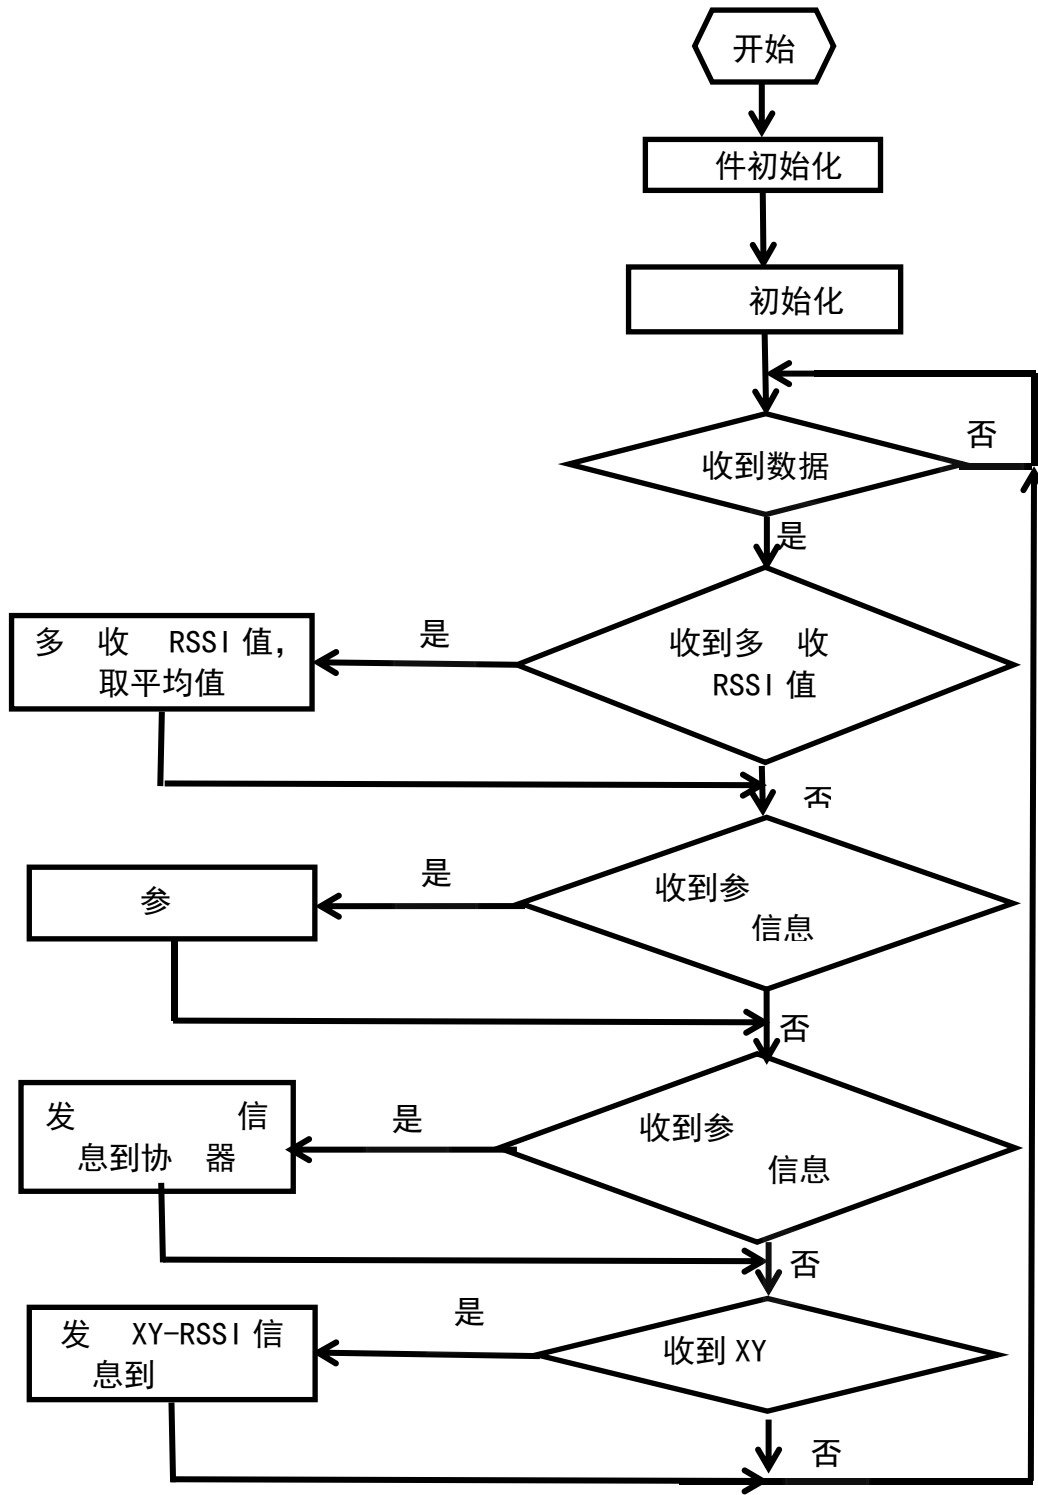 开始
件初始化
初始化
否
收到数据
是
多 收 RSSI 值，
取平均值
是
收到多 收
RSSI 值
否
参
是
收到参
信息
否
发 信
息到协 器
是
收到参
信息
否
发 XY-RSSI 信
息到
是
收到 XY
否